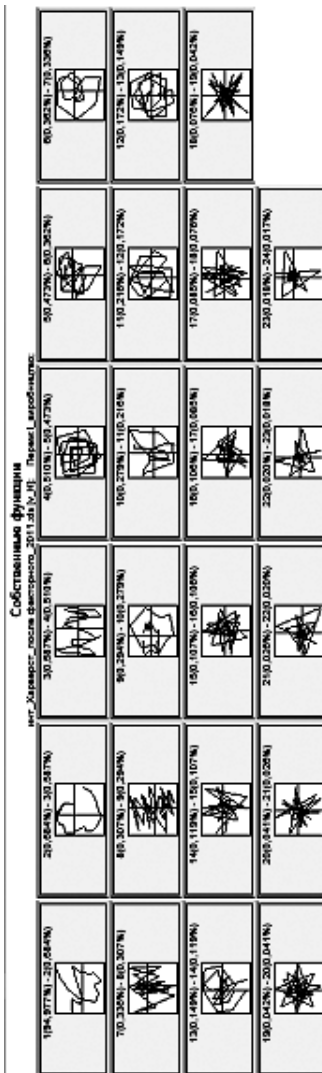 Собственные функции
1(94,977%) - 2(0,684%)
2(0,684%) - 3(0,587%)
3(0,587%) - 4(0,510%)
4(0,510%) - 5(0,473%)
5(0,473%) - 6(0,362%)
6(0,362%) - 7(0,336%)
7(0,336%) - 8(0,307%)
8(0,307%) - 9(0,294%)
9(0,294%) - 10(0,279%)
10(0,279%) - 11(0,216%)
11(0,216%) - 12(0,172%)
12(0,172%) - 13(0,149%)
13(0,149%) - 14(0,119%)
14(0,119%) - 15(0,107%)
15(0,107%) - 16(0,106%)
16(0,106%) - 17(0,085%)
17(0,085%) - 18(0,076%)
18(0,076%) - 19(0,042%)
19(0,042%) - 20(0,041%)
20(0,041%) - 21(0,026%)
21(0,026%) - 22(0,020%)
22(0,020%) - 23(0,018%)
23(0,018%) - 24(0,017%)